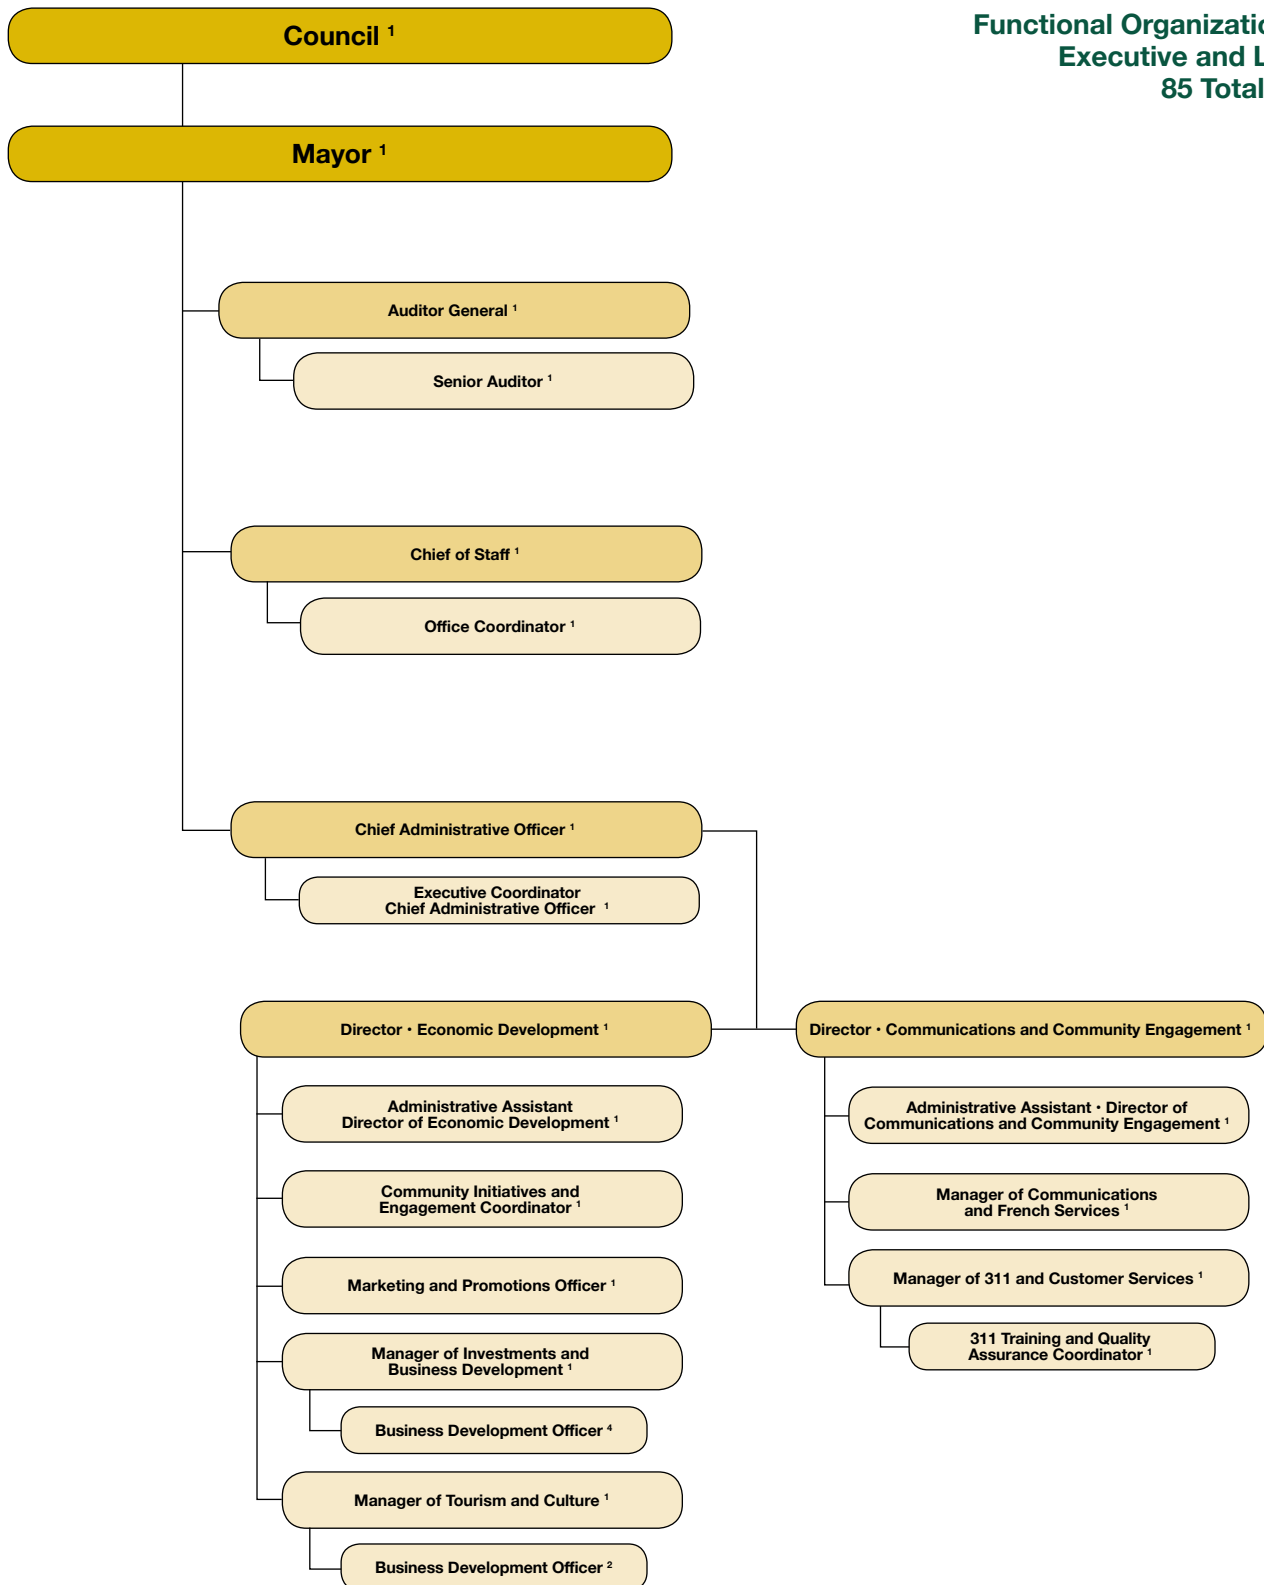 Functional Organizatio
Executive and L
85 Total
Council ¹
Mayor ¹
Auditor General ¹
Senior Auditor ¹
Chief of Staff ¹
Office Coordinator ¹
Chief Administrative Officer ¹
Executive Coordinator
Chief Administrative Officer ¹
Director • Economic Development ¹
Administrative Assistant
Director of Economic Development ¹
Community Initiatives and
Engagement Coordinator ¹
Marketing and Promotions Officer ¹
Manager of Investments and
Business Development ¹
Business Development Officer ⁴
Manager of Tourism and Culture ¹
Business Development Officer ²
Director • Communications and Community Engagement ¹
Administrative Assistant • Director of
Communications and Community Engagement ¹
Manager of Communications
and French Services ¹
Manager of 311 and Customer Services ¹
311 Training and Quality
Assurance Coordinator ¹